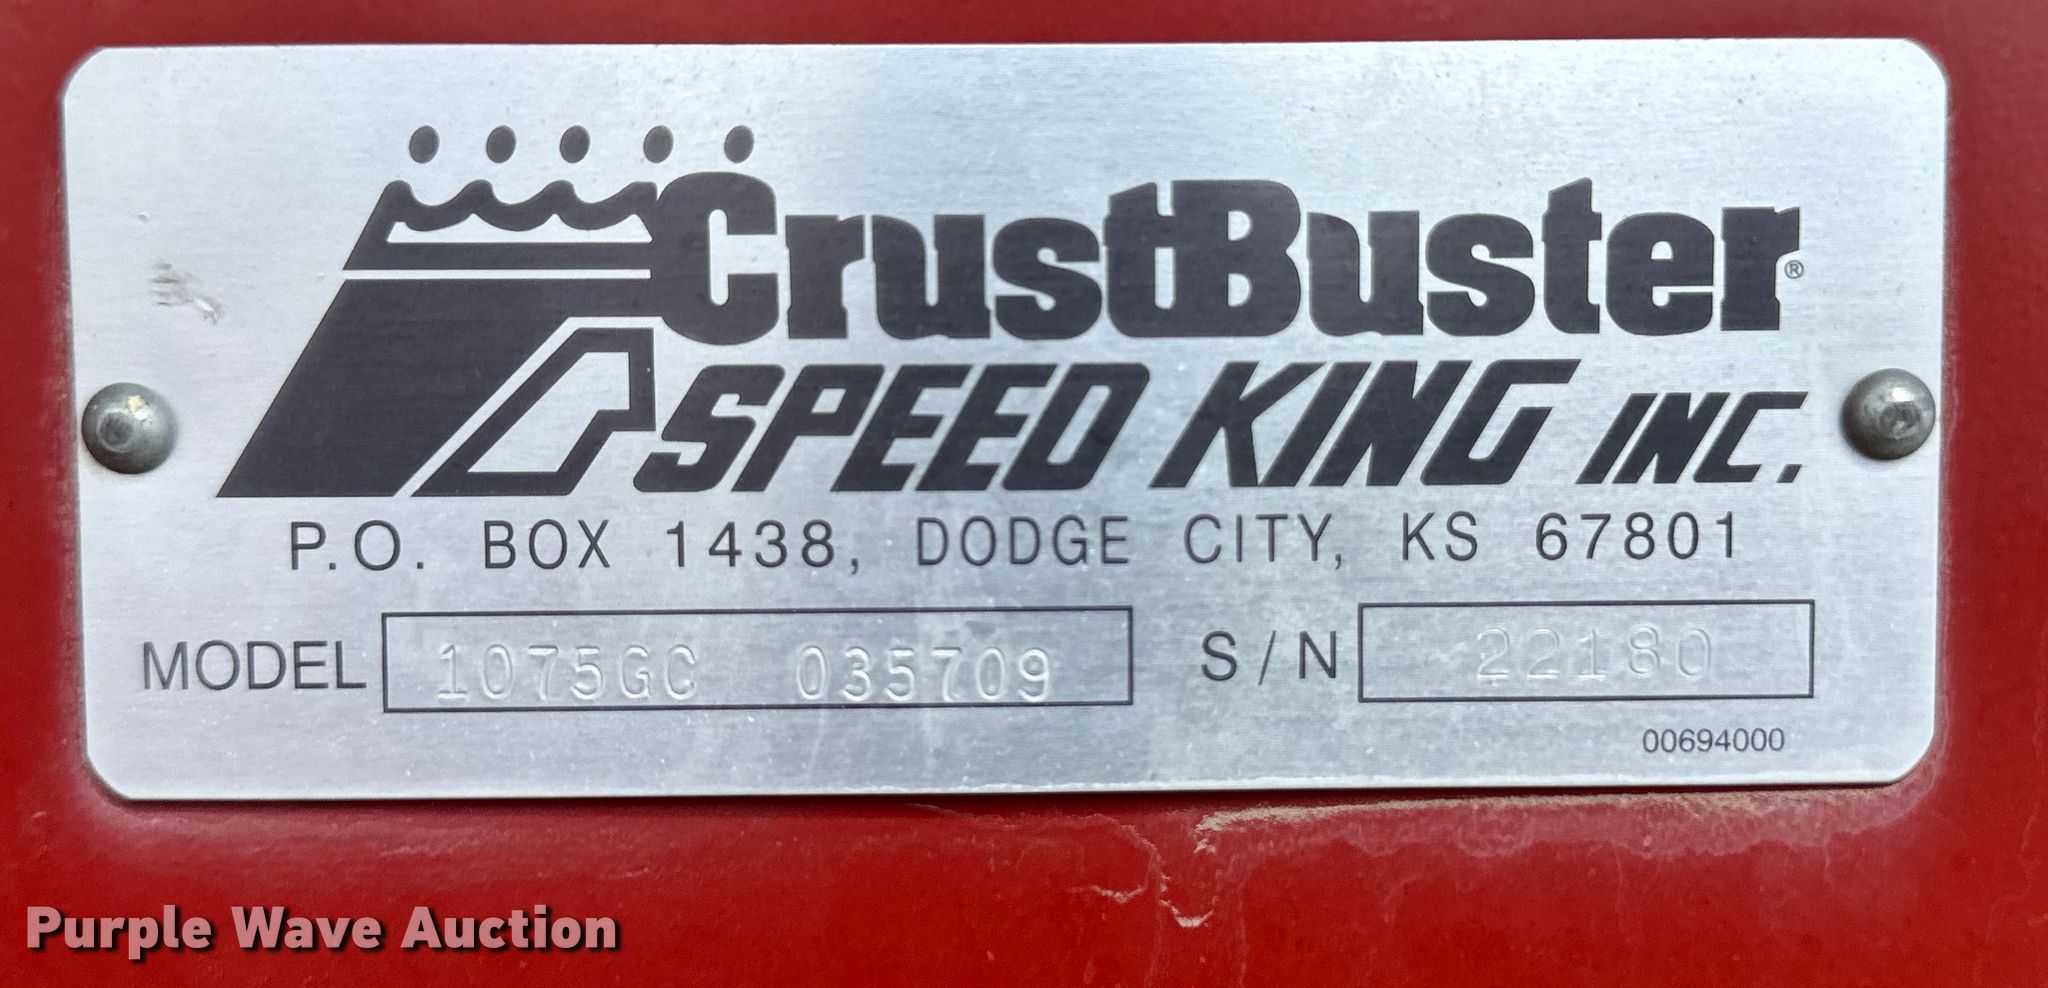 CrustBuster®
SPEED KING INC.
P.O. BOX 1438, DODGE CITY, KS 67801
MODEL 1075GC 035709 S/N 22180
00694000
Purple Wave Auction